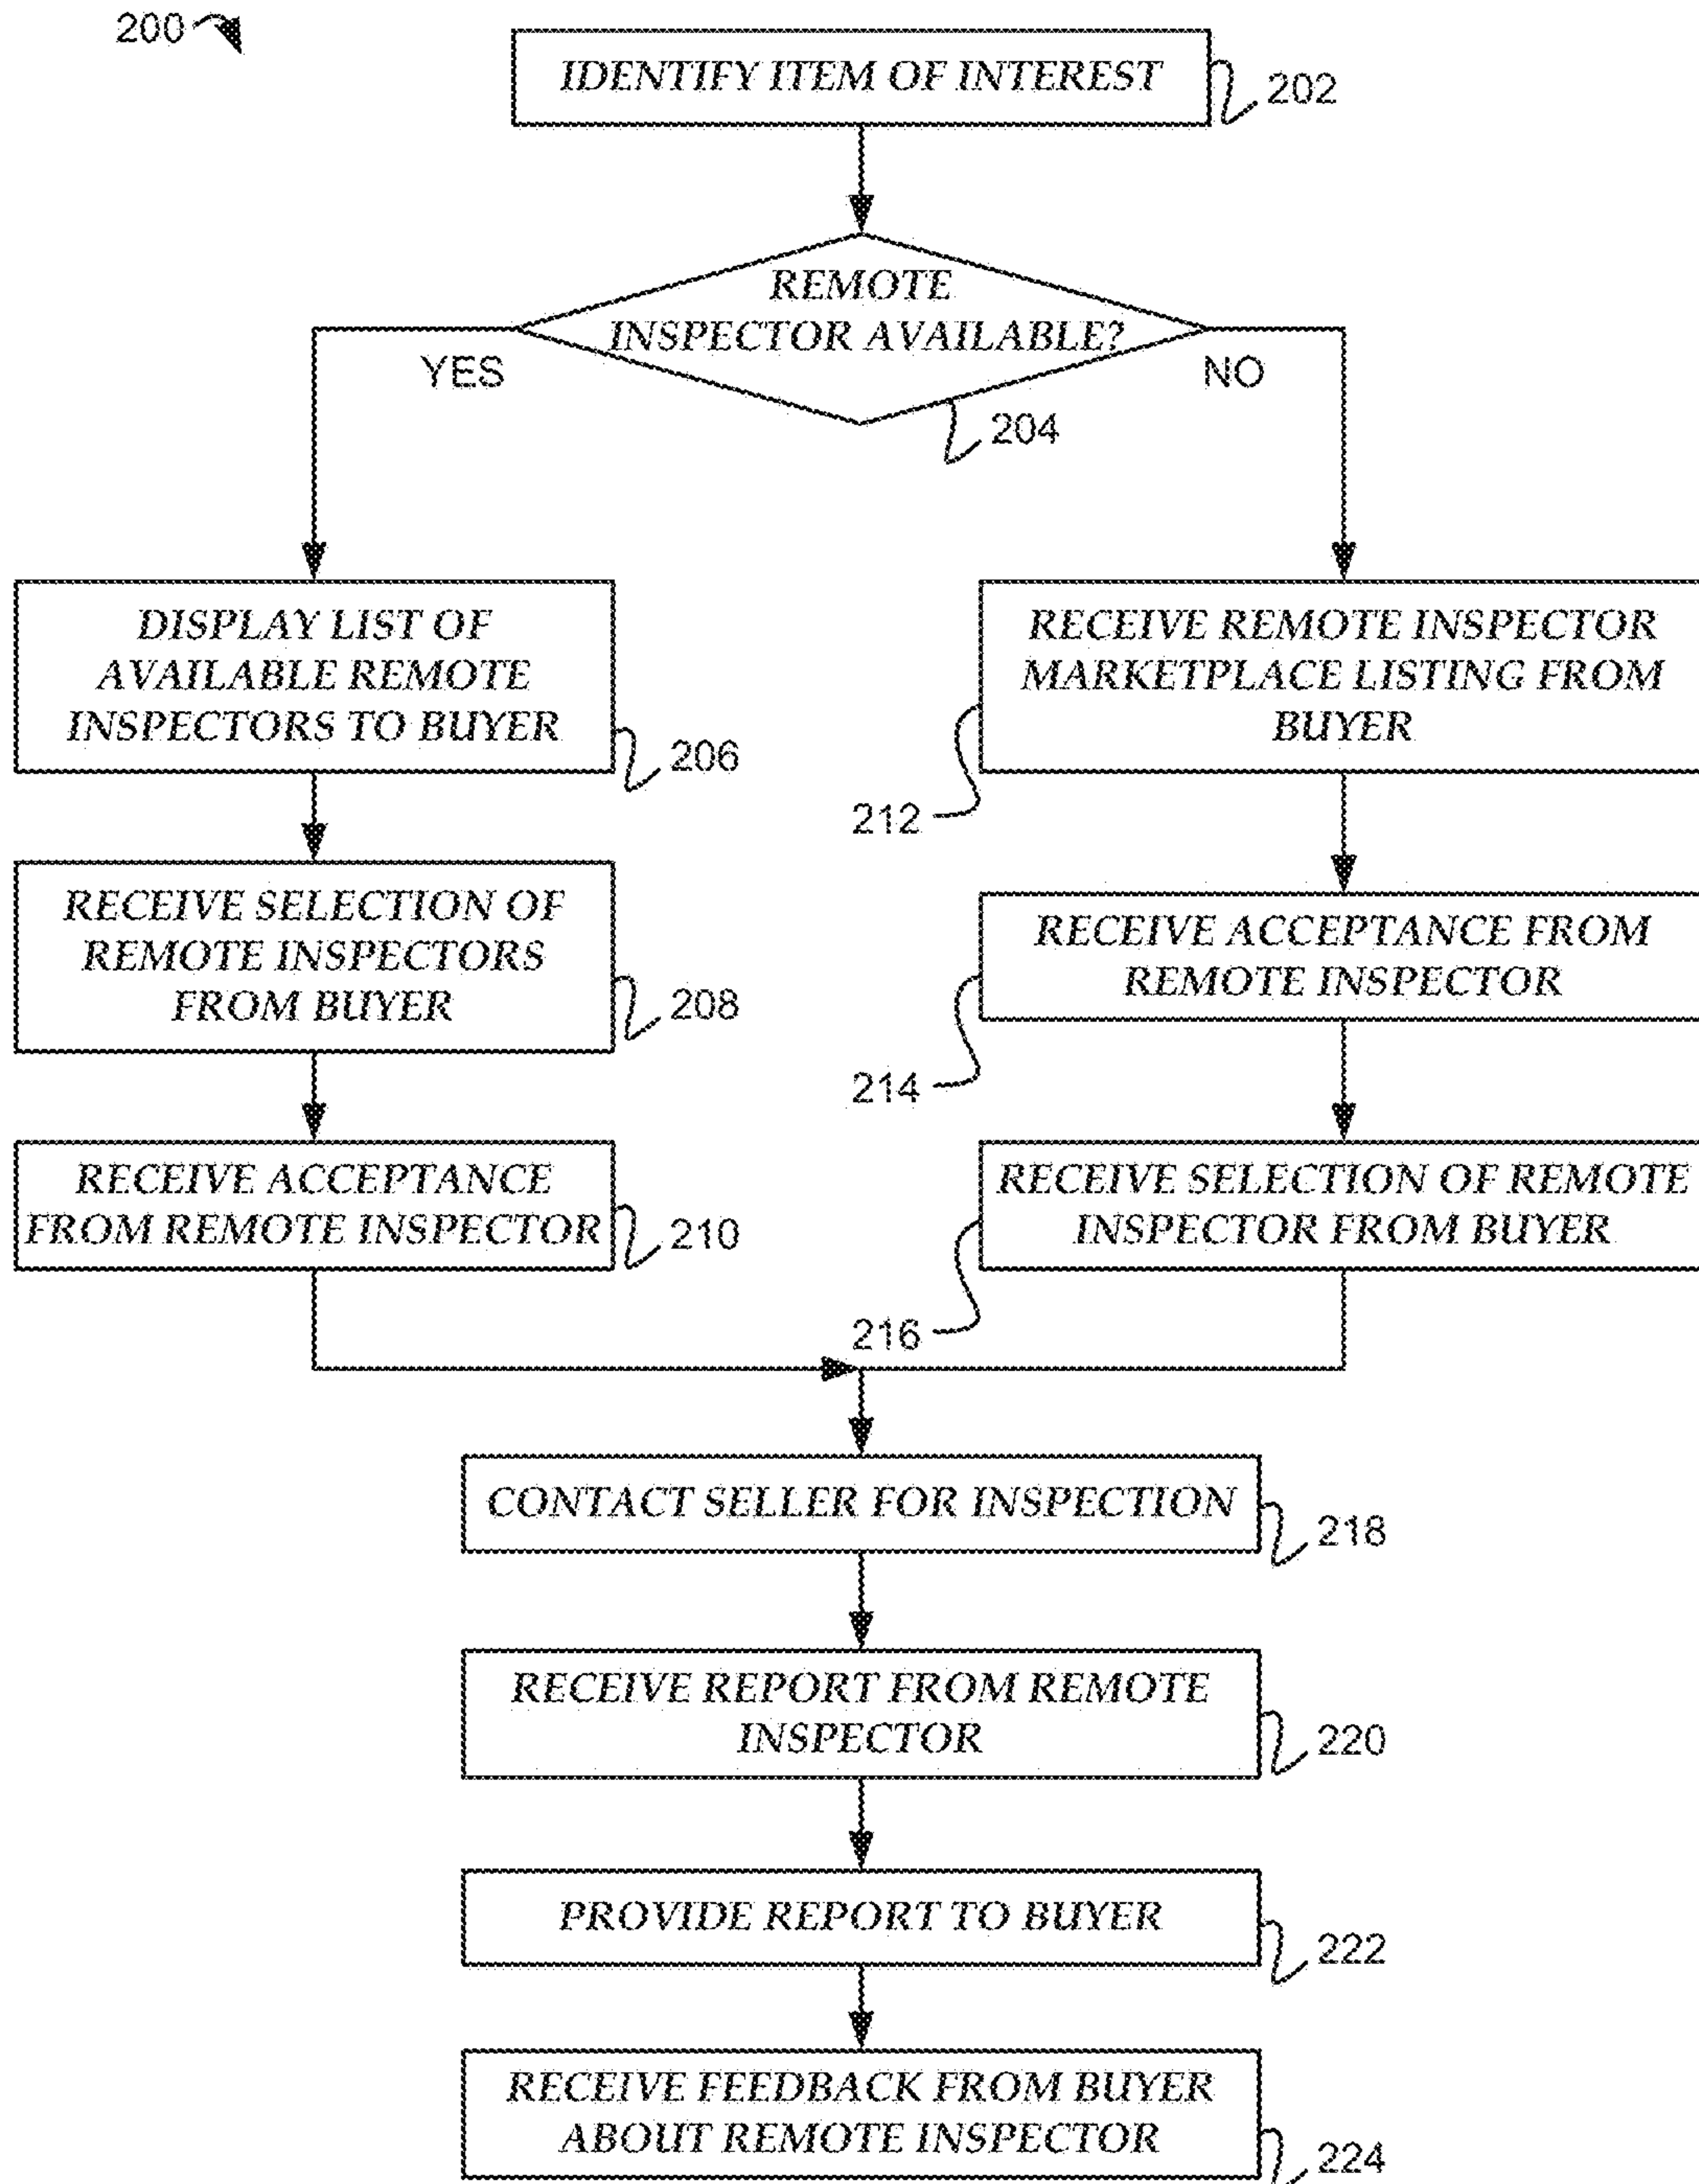 200
IDENTIFY ITEM OF INTEREST
202
REMOTE
INSPECTOR AVAILABLE?
YES
NO
204
DISPLAY LIST OF
AVAILABLE REMOTE
INSPECTORS TO BUYER
206
RECEIVE REMOTE INSPECTOR
MARKETPLACE LISTING FROM
BUYER
212
RECEIVE SELECTION OF
REMOTE INSPECTORS
FROM BUYER
208
RECEIVE ACCEPTANCE FROM
REMOTE INSPECTOR
214
RECEIVE ACCEPTANCE
FROM REMOTE INSPECTOR
210
RECEIVE SELECTION OF REMOTE
INSPECTOR FROM BUYER
216
CONTACT SELLER FOR INSPECTION
218
RECEIVE REPORT FROM REMOTE
INSPECTOR
220
PROVIDE REPORT TO BUYER
222
RECEIVE FEEDBACK FROM BUYER
ABOUT REMOTE INSPECTOR
224